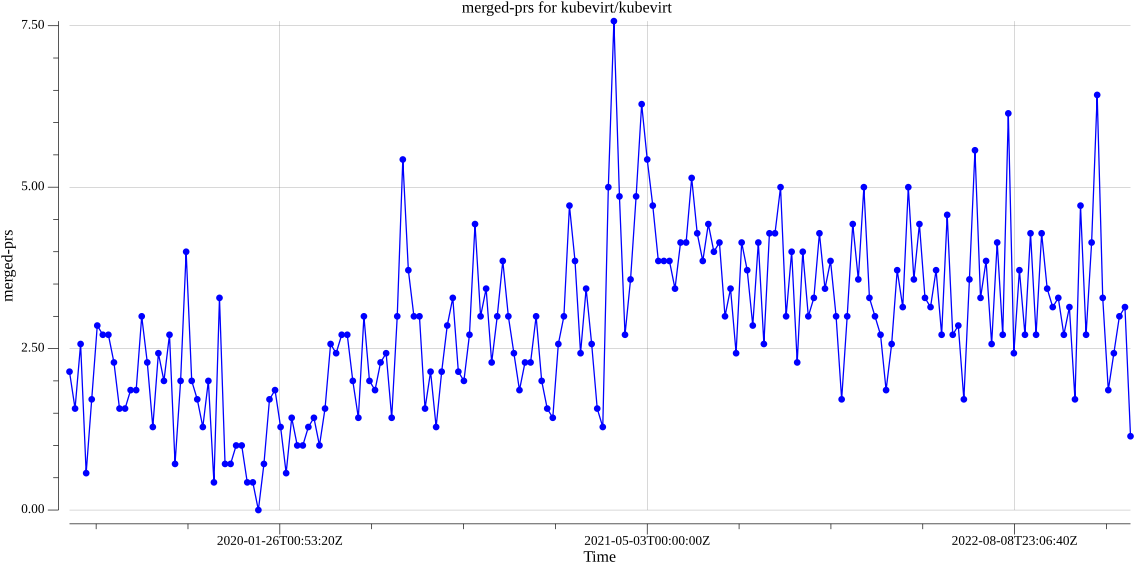 merged-prs for kubevirt/kubevirt
7.50
5.00
merged-prs
2.50
0.00
2020-01-26T00:53:20Z
2021-05-03T00:00:00Z
2022-08-08T23:06:40Z
Time